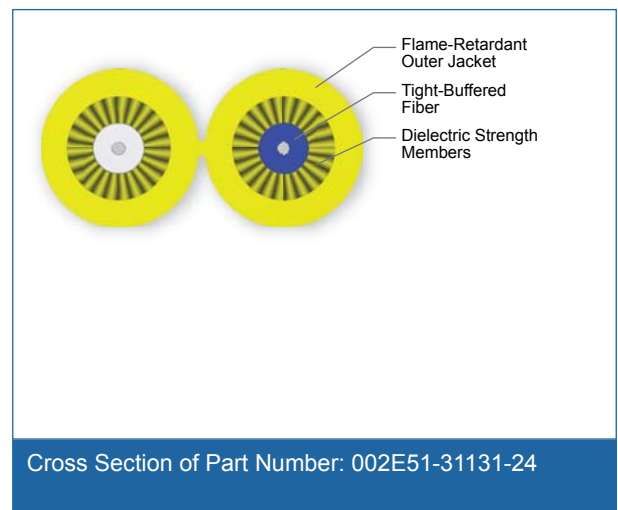 Flame-Retardant
Outer Jacket
Tight-Buffered
Fiber
Dielectric Strength
Members
Cross Section of Part Number: 002E51-31131-24